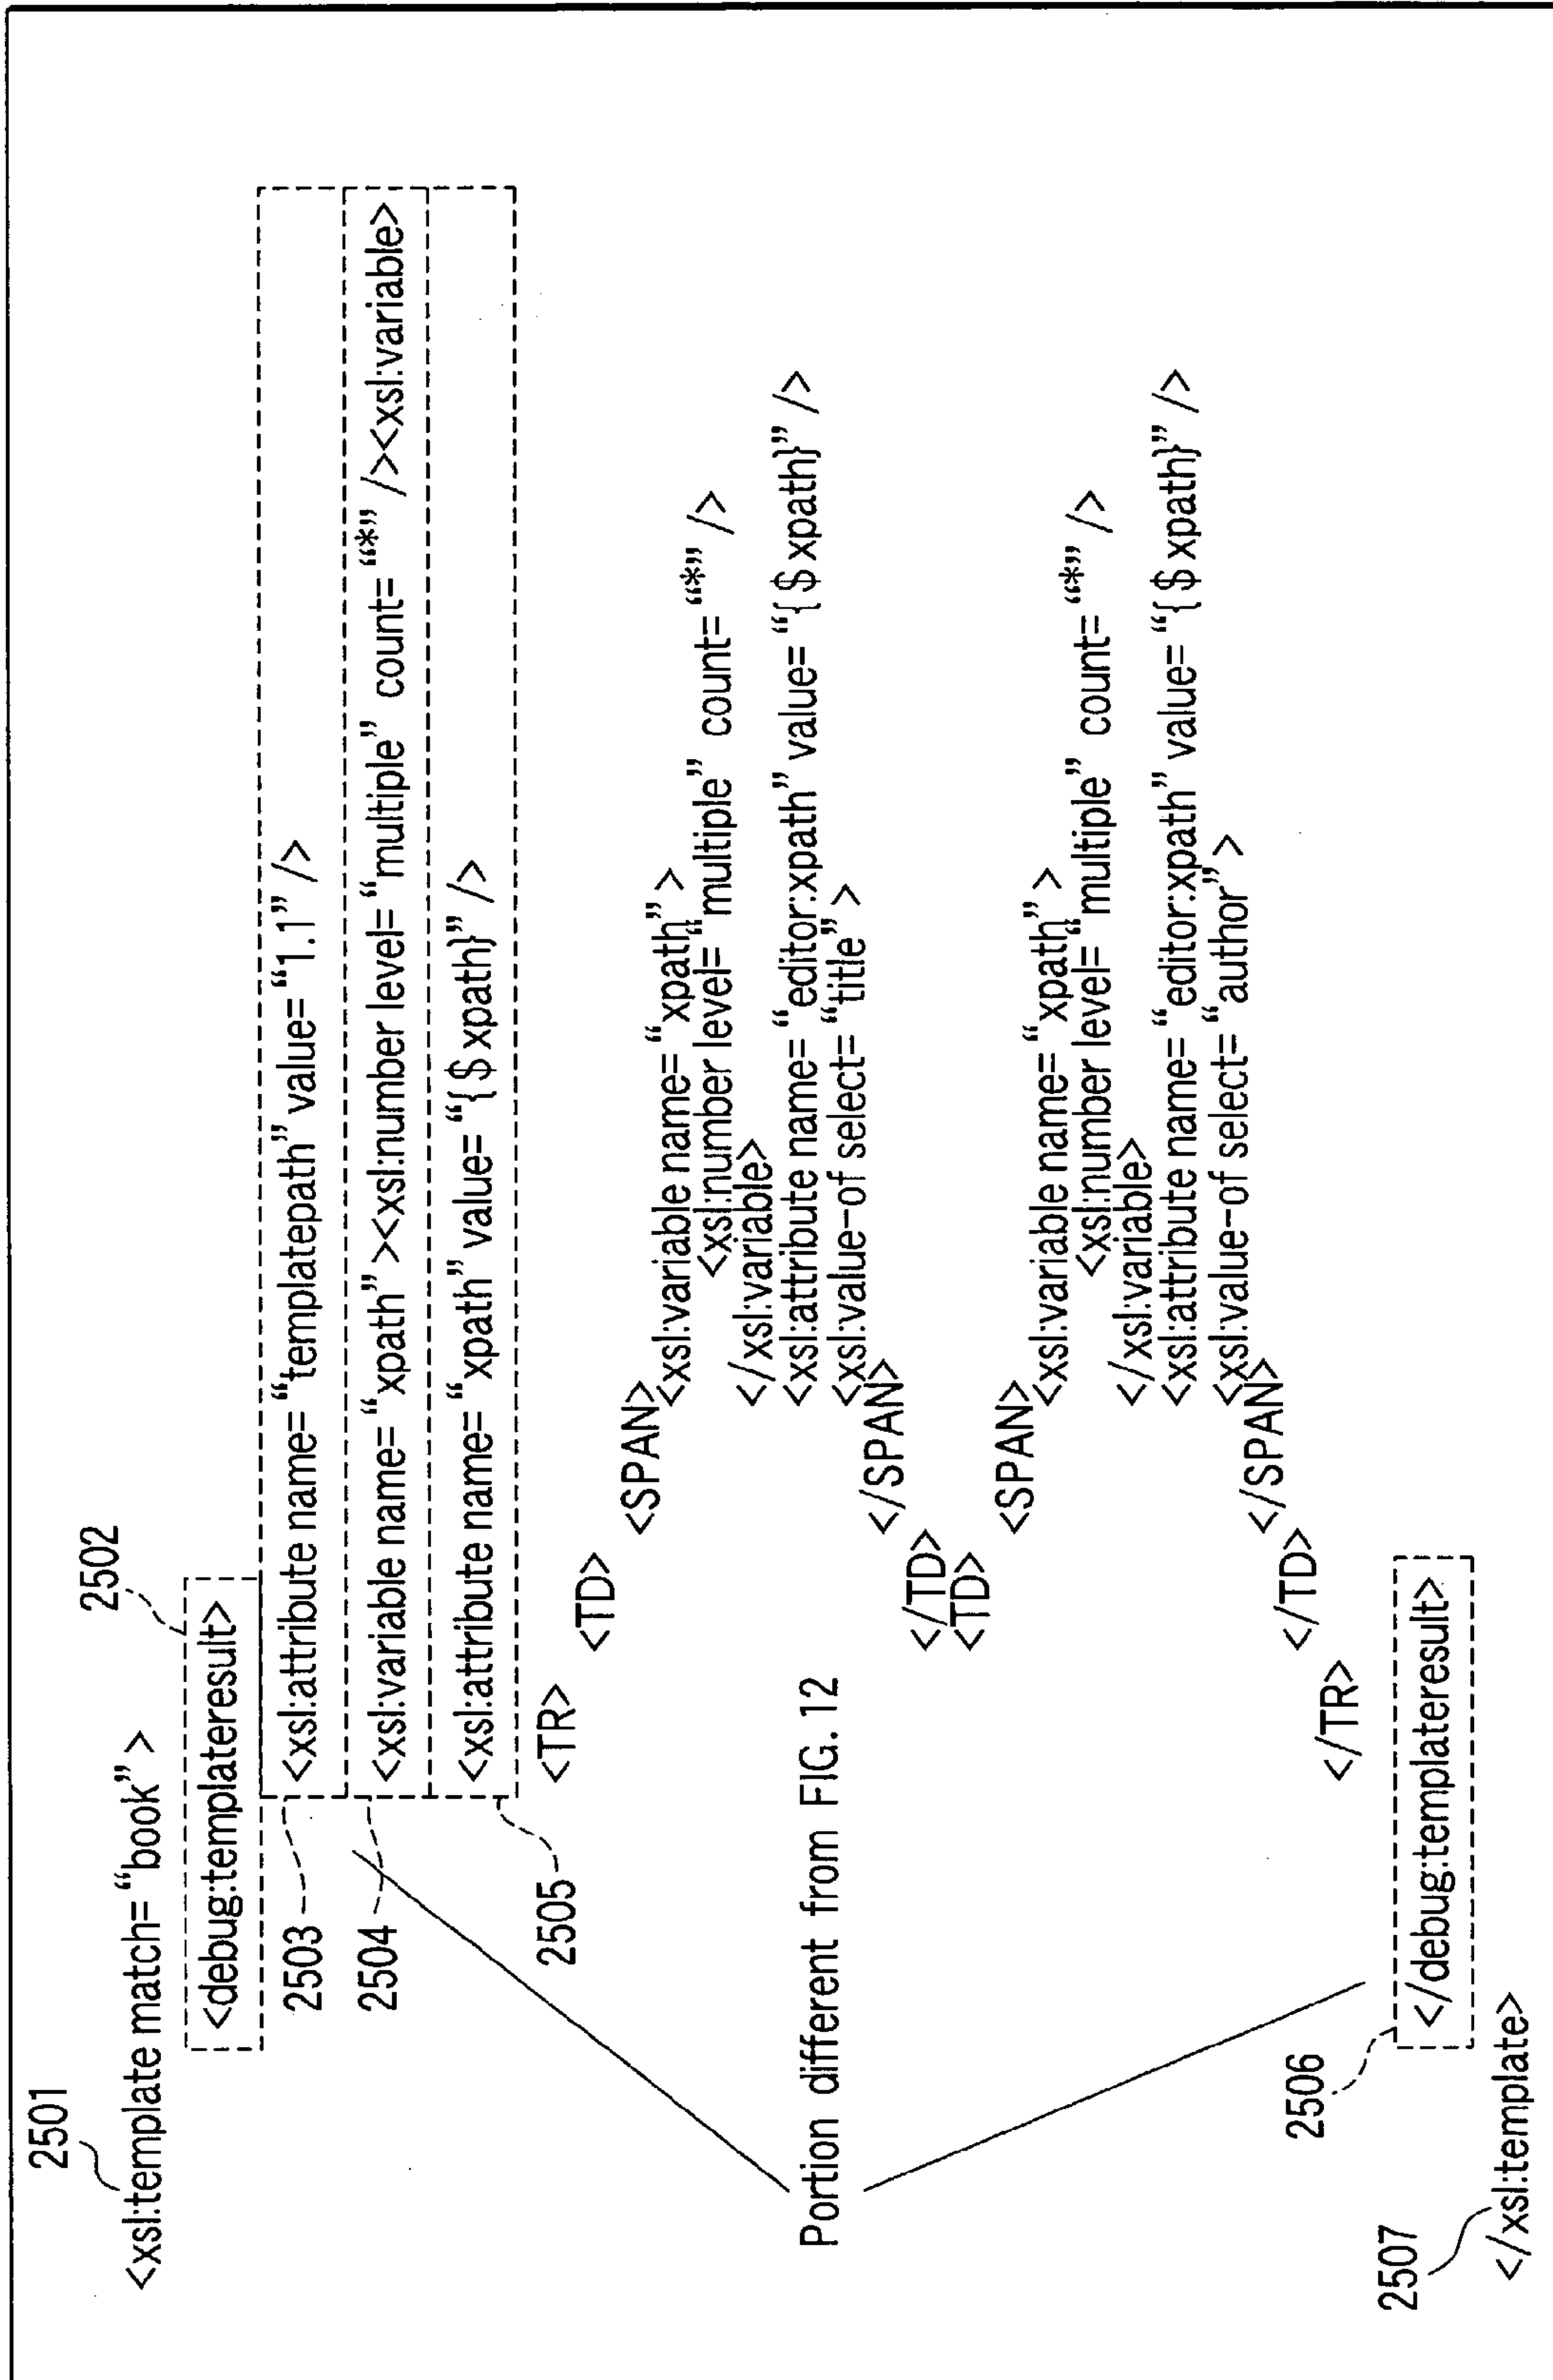 2501
<xsl:template match=“book” >
2502
<debug:templateresult>
2503
<xsl:attribute name=“templatepath” value=“1.1” />
2504
<xsl:variable name=“xpath” ><xsl:number level=“multiple” count=“*” /><xsl:variable>
2505
<xsl:attribute name=“xpath” value=“{$xpath}” />
<TR>
<TD>
<SPAN>
<xsl:variable name=“xpath” >
<xsl:number level=“multiple” count=“*” />
</xsl:variable>
<xsl:attribute name=“editor:xpath” value=“{$xpath}” />
<xsl:value-of select=“title” >
</SPAN>
</TD>
<TD>
<SPAN>
<xsl:variable name=“xpath” >
<xsl:number level=“multiple” count=“*” />
</xsl:variable>
<xsl:attribute name=“editor:xpath” value=“{$xpath}” />
<xsl:value-of select=“author” >
</SPAN>
</TD>
</TR>
Portion different from FIG. 12
2506
</debug:templateresult>
2507
</xsl:template>